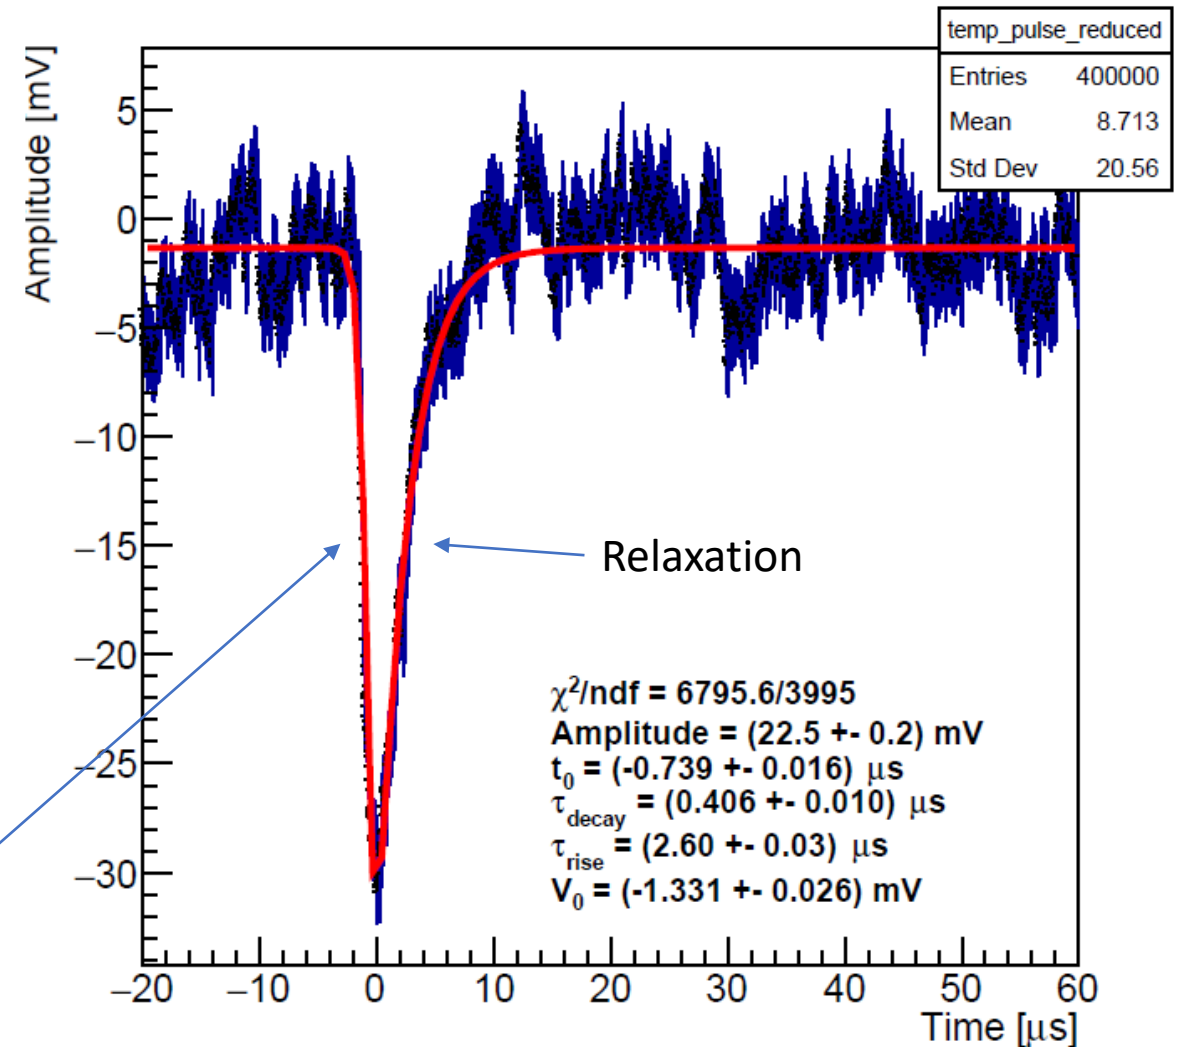 temp_pulse_reduced
Entries 400000
Mean 8.713
Std Dev 20.56
Amplitude [mV]
5
0
−5
−10
−15
−20
−25
−30
Relaxation
χ²/ndf = 6795.6/3995
Amplitude = (22.5 +- 0.2) mV
t₀ = (-0.739 +- 0.016) μs
τ_decay = (0.406 +- 0.010) μs
τ_rise = (2.60 +- 0.03) μs
V₀ = (-1.331 +- 0.026) mV
−20 −10 0 10 20 30 40 50 60
Time [μs]